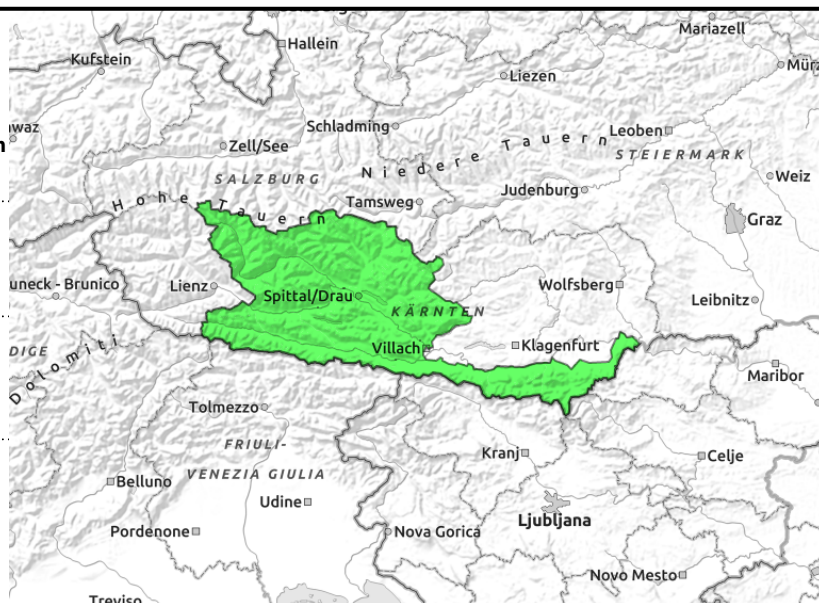 Mariazell
Hallein
Kufstein
Mürz
Liezen
Schladming
Leoben
Zell/See
Niedere Tauern
STEIERMARK
SALZBURG
Weiz
Judenburg
Hohe Tauern
Tamsweg
Graz
uneck - Brunico
Lienz
Spittal/Drau
Wolfsberg
Leibnitz
KÄRNTEN
DIGE
Dolomiti
Villach
Klagenfurt
Maribor
Tolmezzo
FRIULI-
VENEZIA GIULIA
Kranj
Celje
Belluno
Udine
Ljubljana
Pordenone
Nova Gorica
Novo Mesto
Treviso